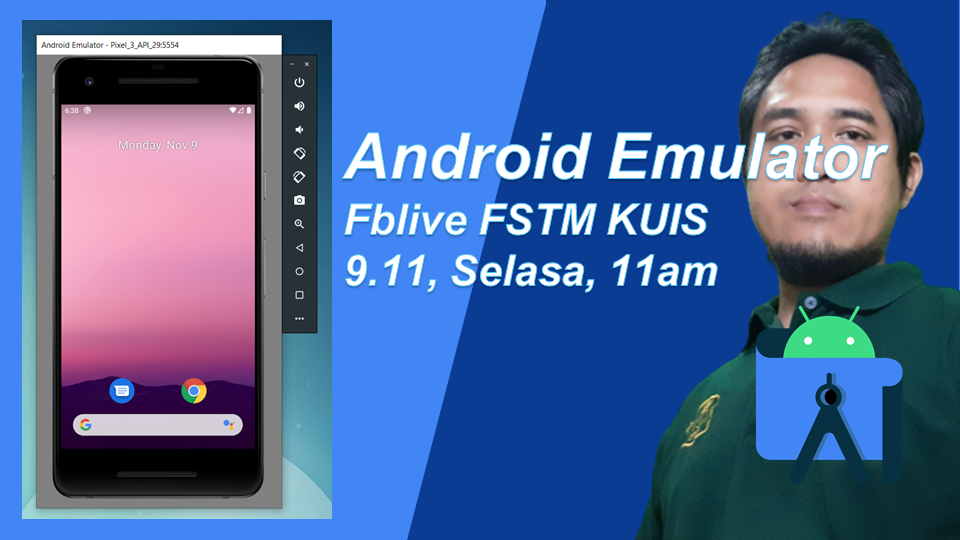 Android Emulator - Pixel_3_API_29:5554
6:38
Monday, Nov 9
Android Emulator
Fblive FSTM KUIS
9.11, Selasa, 11am